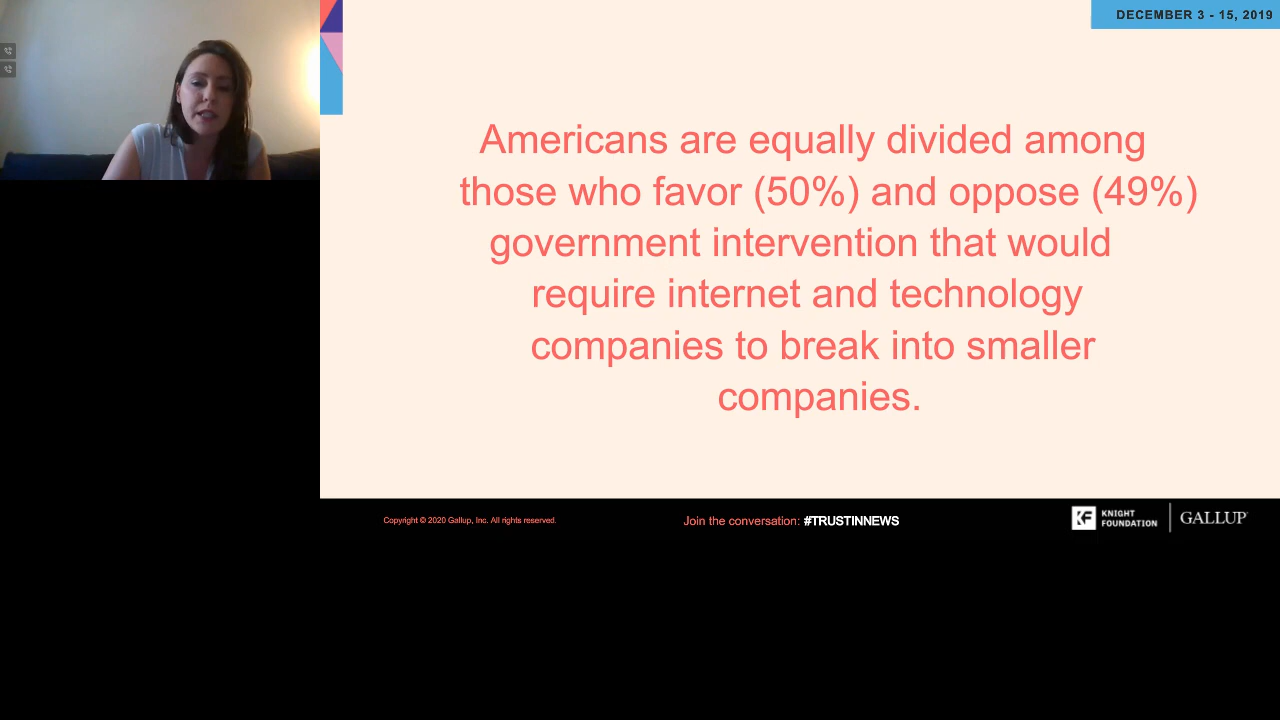 DECEMBER 3 - 15, 2019
Americans are equally divided among
those who favor (50%) and oppose (49%)
government intervention that would
require internet and technology
companies to break into smaller
companies.
Copyright © 2020 Gallup, Inc. All rights reserved.
Join the conversation: #TRUSTINNEWS
KF KNIGHT
FOUNDATION
GALLUP